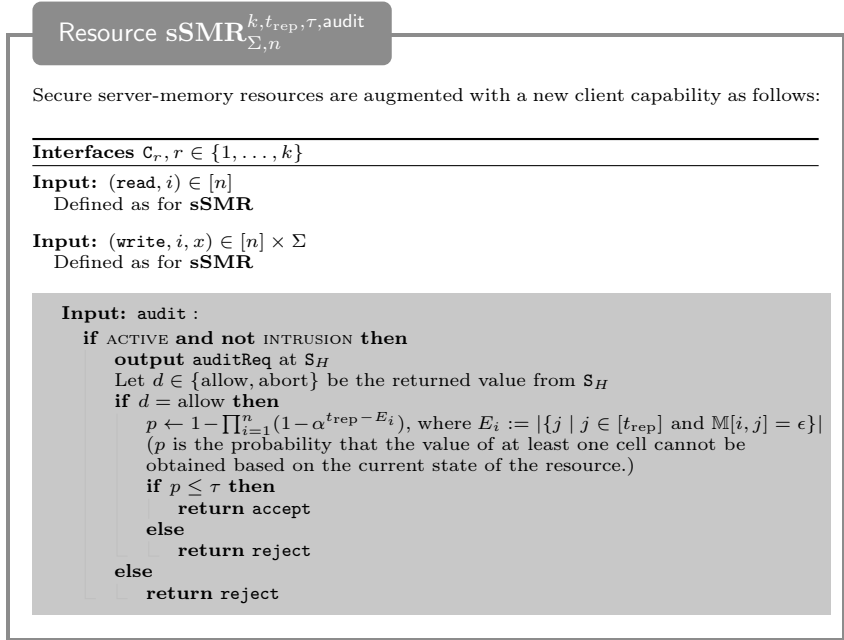 Resource sSMR^{k,t_rep,τ,audit}_{Σ,n}
Secure server-memory resources are augmented with a new client capability as follows:
Interfaces C_r, r ∈ {1, . . . , k}
Input: (read, i) ∈ [n]
Defined as for sSMR
Input: (write, i, x) ∈ [n] × Σ
Defined as for sSMR
Input: audit :
if ACTIVE and not INTRUSION then
output auditReq at S_H
Let d ∈ {allow, abort} be the returned value from S_H
if d = allow then
p ← 1−∏^n_{i=1}(1−α^{t_rep−E_i}), where E_i := |{j | j ∈ [t_rep] and 𝕄[i, j] = ϵ}|
(p is the probability that the value of at least one cell cannot be
obtained based on the current state of the resource.)
if p ≤ τ then
return accept
else
return reject
else
return reject